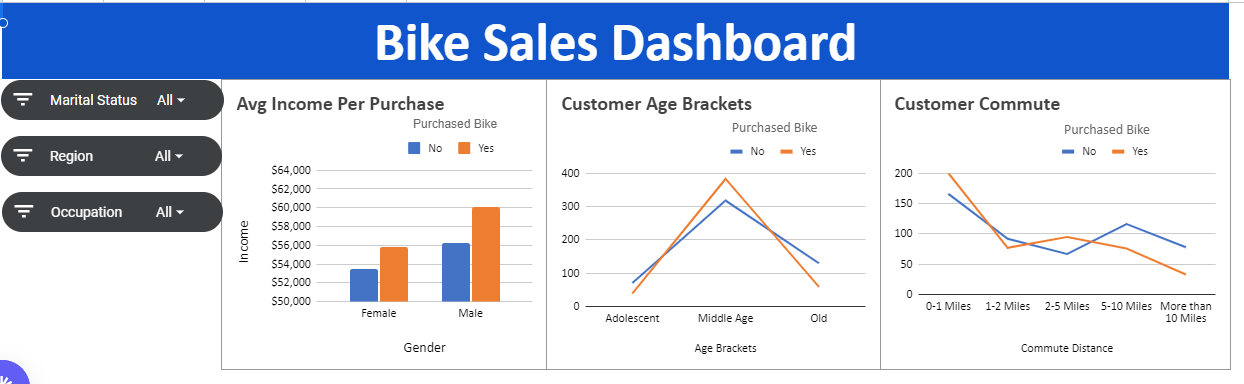 Bike Sales Dashboard
Marital Status All
Region All
Occupation All
Avg Income Per Purchase
Purchased Bike
No Yes
Income
$64,000
$62,000
$60,000
$58,000
$56,000
$54,000
$52,000
$50,000
Female Male
Gender
Customer Age Brackets
Purchased Bike
No Yes
400
300
200
100
0
Adolescent Middle Age Old
Age Brackets
Customer Commute
Purchased Bike
No Yes
200
150
100
50
0
0-1 Miles 1-2 Miles 2-5 Miles 5-10 Miles More than
10 Miles
Commute Distance